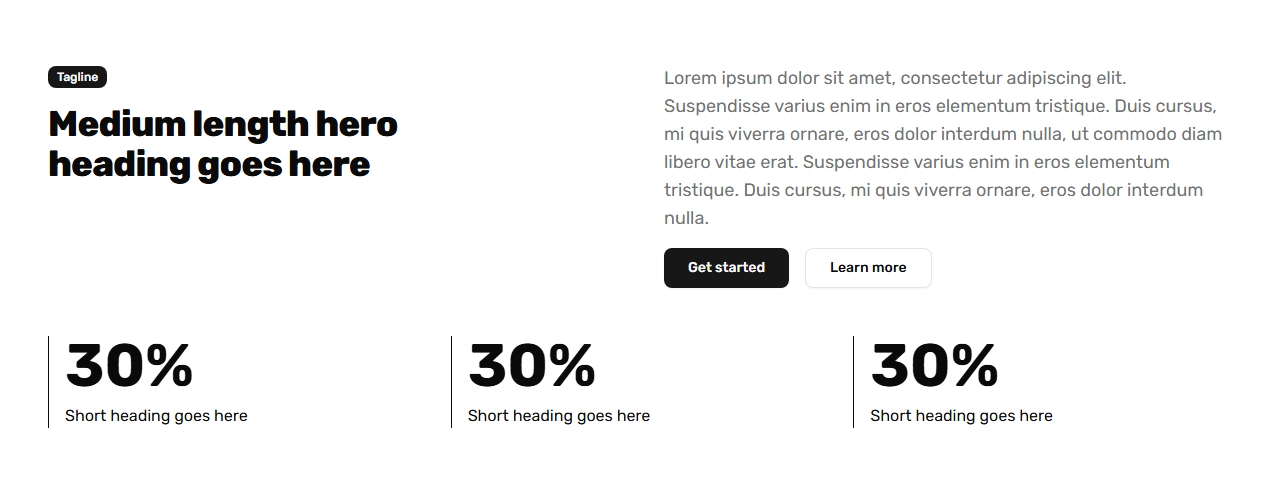 Tagline
Medium length hero
heading goes here
Lorem ipsum dolor sit amet, consectetur adipiscing elit.
Suspendisse varius enim in eros elementum tristique. Duis cursus,
mi quis viverra ornare, eros dolor interdum nulla, ut commodo diam
libero vitae erat. Suspendisse varius enim in eros elementum
tristique. Duis cursus, mi quis viverra ornare, eros dolor interdum
nulla.
Get started
Learn more
30%
Short heading goes here
30%
Short heading goes here
30%
Short heading goes here